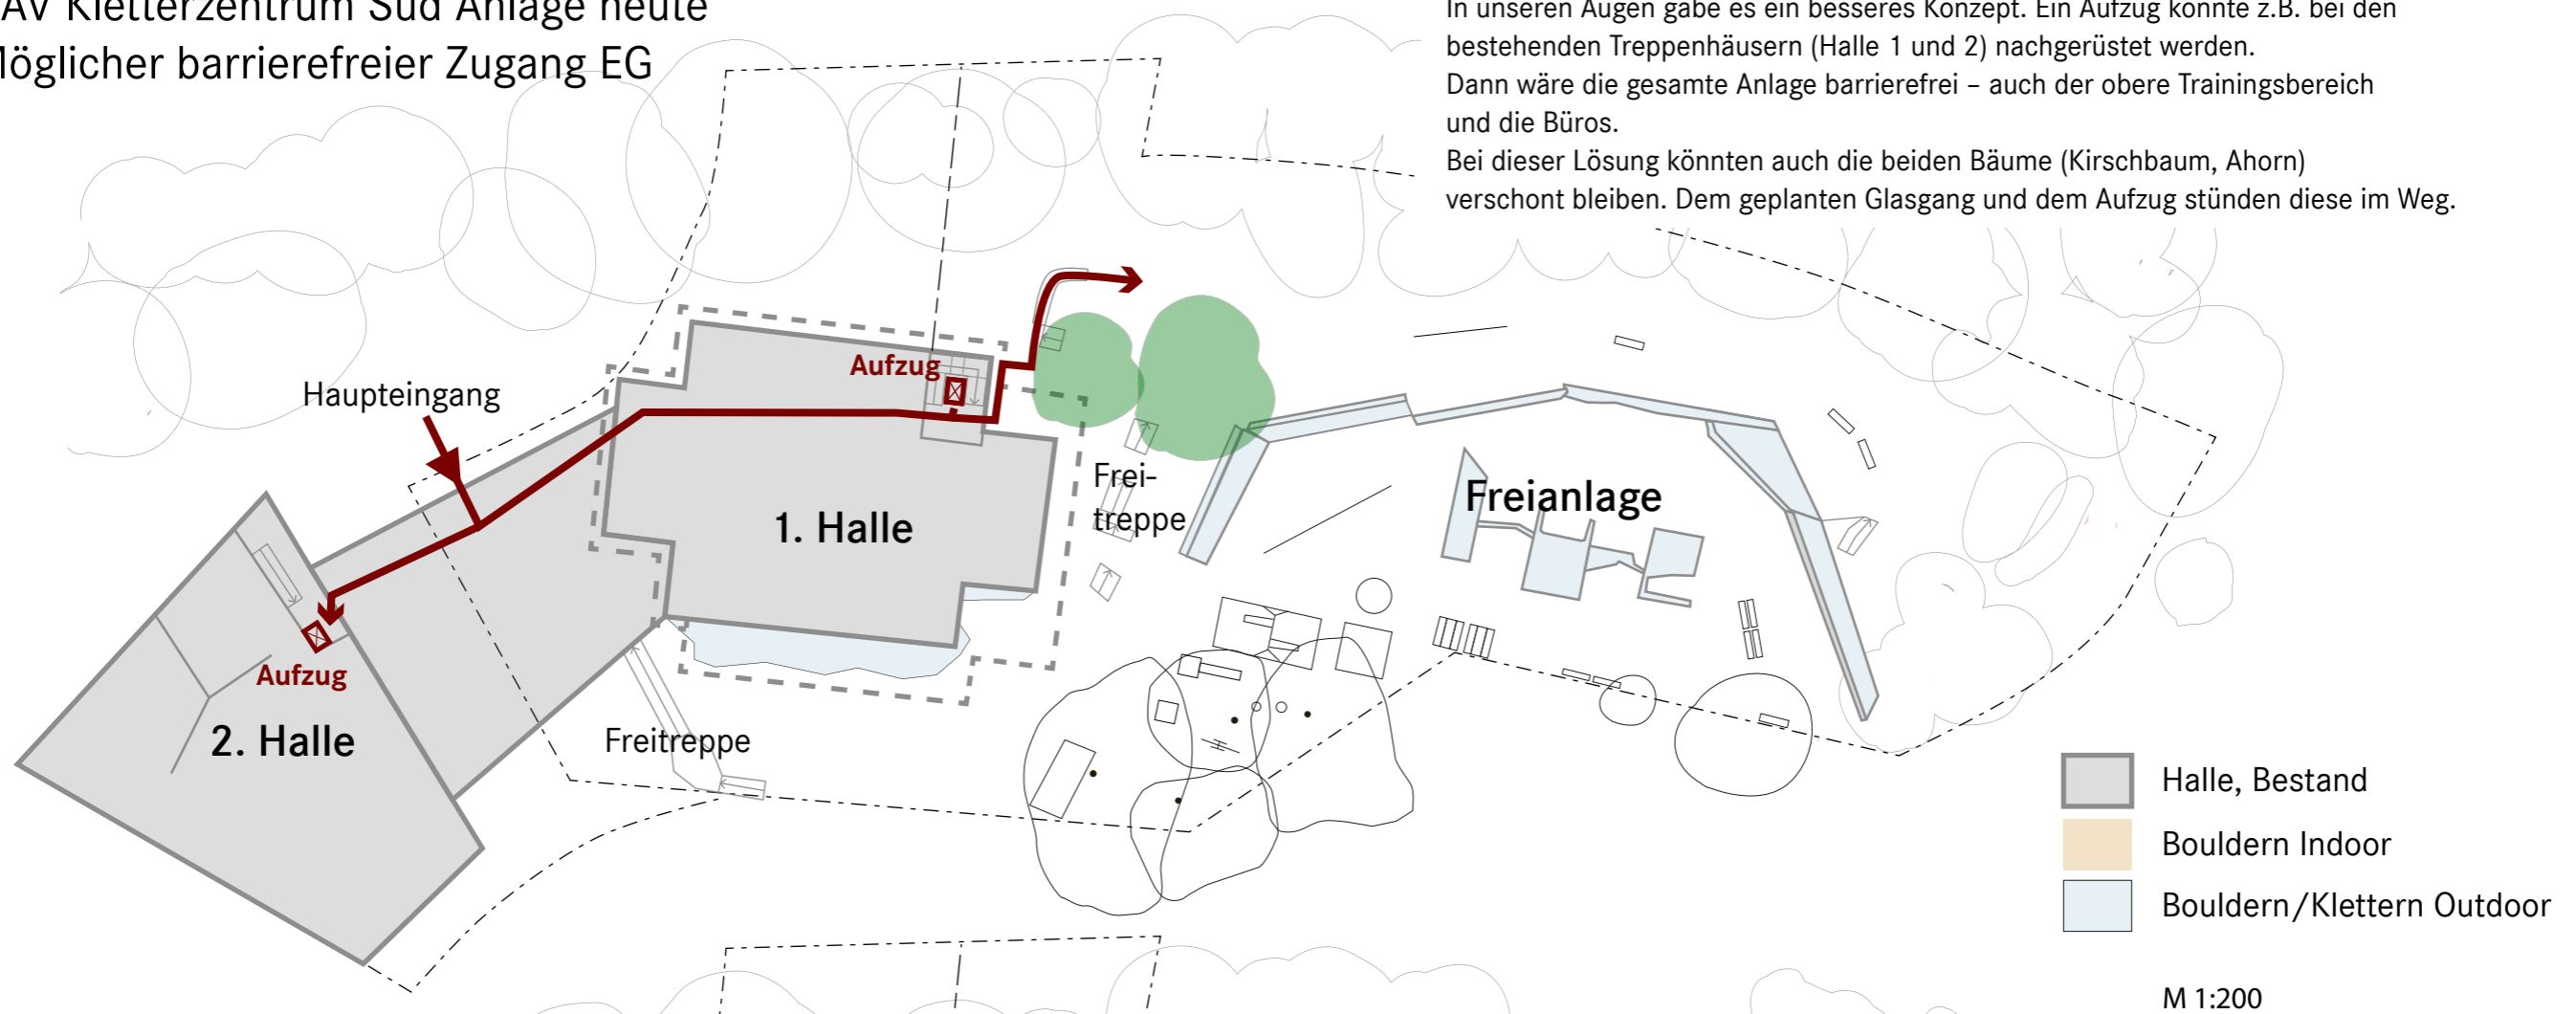 AV Kletterzentrum Süd Anlage heute
Möglicher barrierefreier Zugang EG
In unseren Augen gäbe es ein besseres Konzept. Ein Aufzug könnte z.B. bei den
bestehenden Treppenhäusern (Halle 1 und 2) nachgerüstet werden.
Dann wäre die gesamte Anlage barrierefrei – auch der obere Trainingsbereich
und die Büros.
Bei dieser Lösung könnten auch die beiden Bäume (Kirschbaum, Ahorn)
verschont bleiben. Dem geplanten Glasgang und dem Aufzug stünden diese im Weg.
Haupteingang
Aufzug
1. Halle
Frei-
treppe
Freianlage
Aufzug
2. Halle
Freitreppe
Halle, Bestand
Bouldern Indoor
Bouldern/Klettern Outdoor
M 1:200